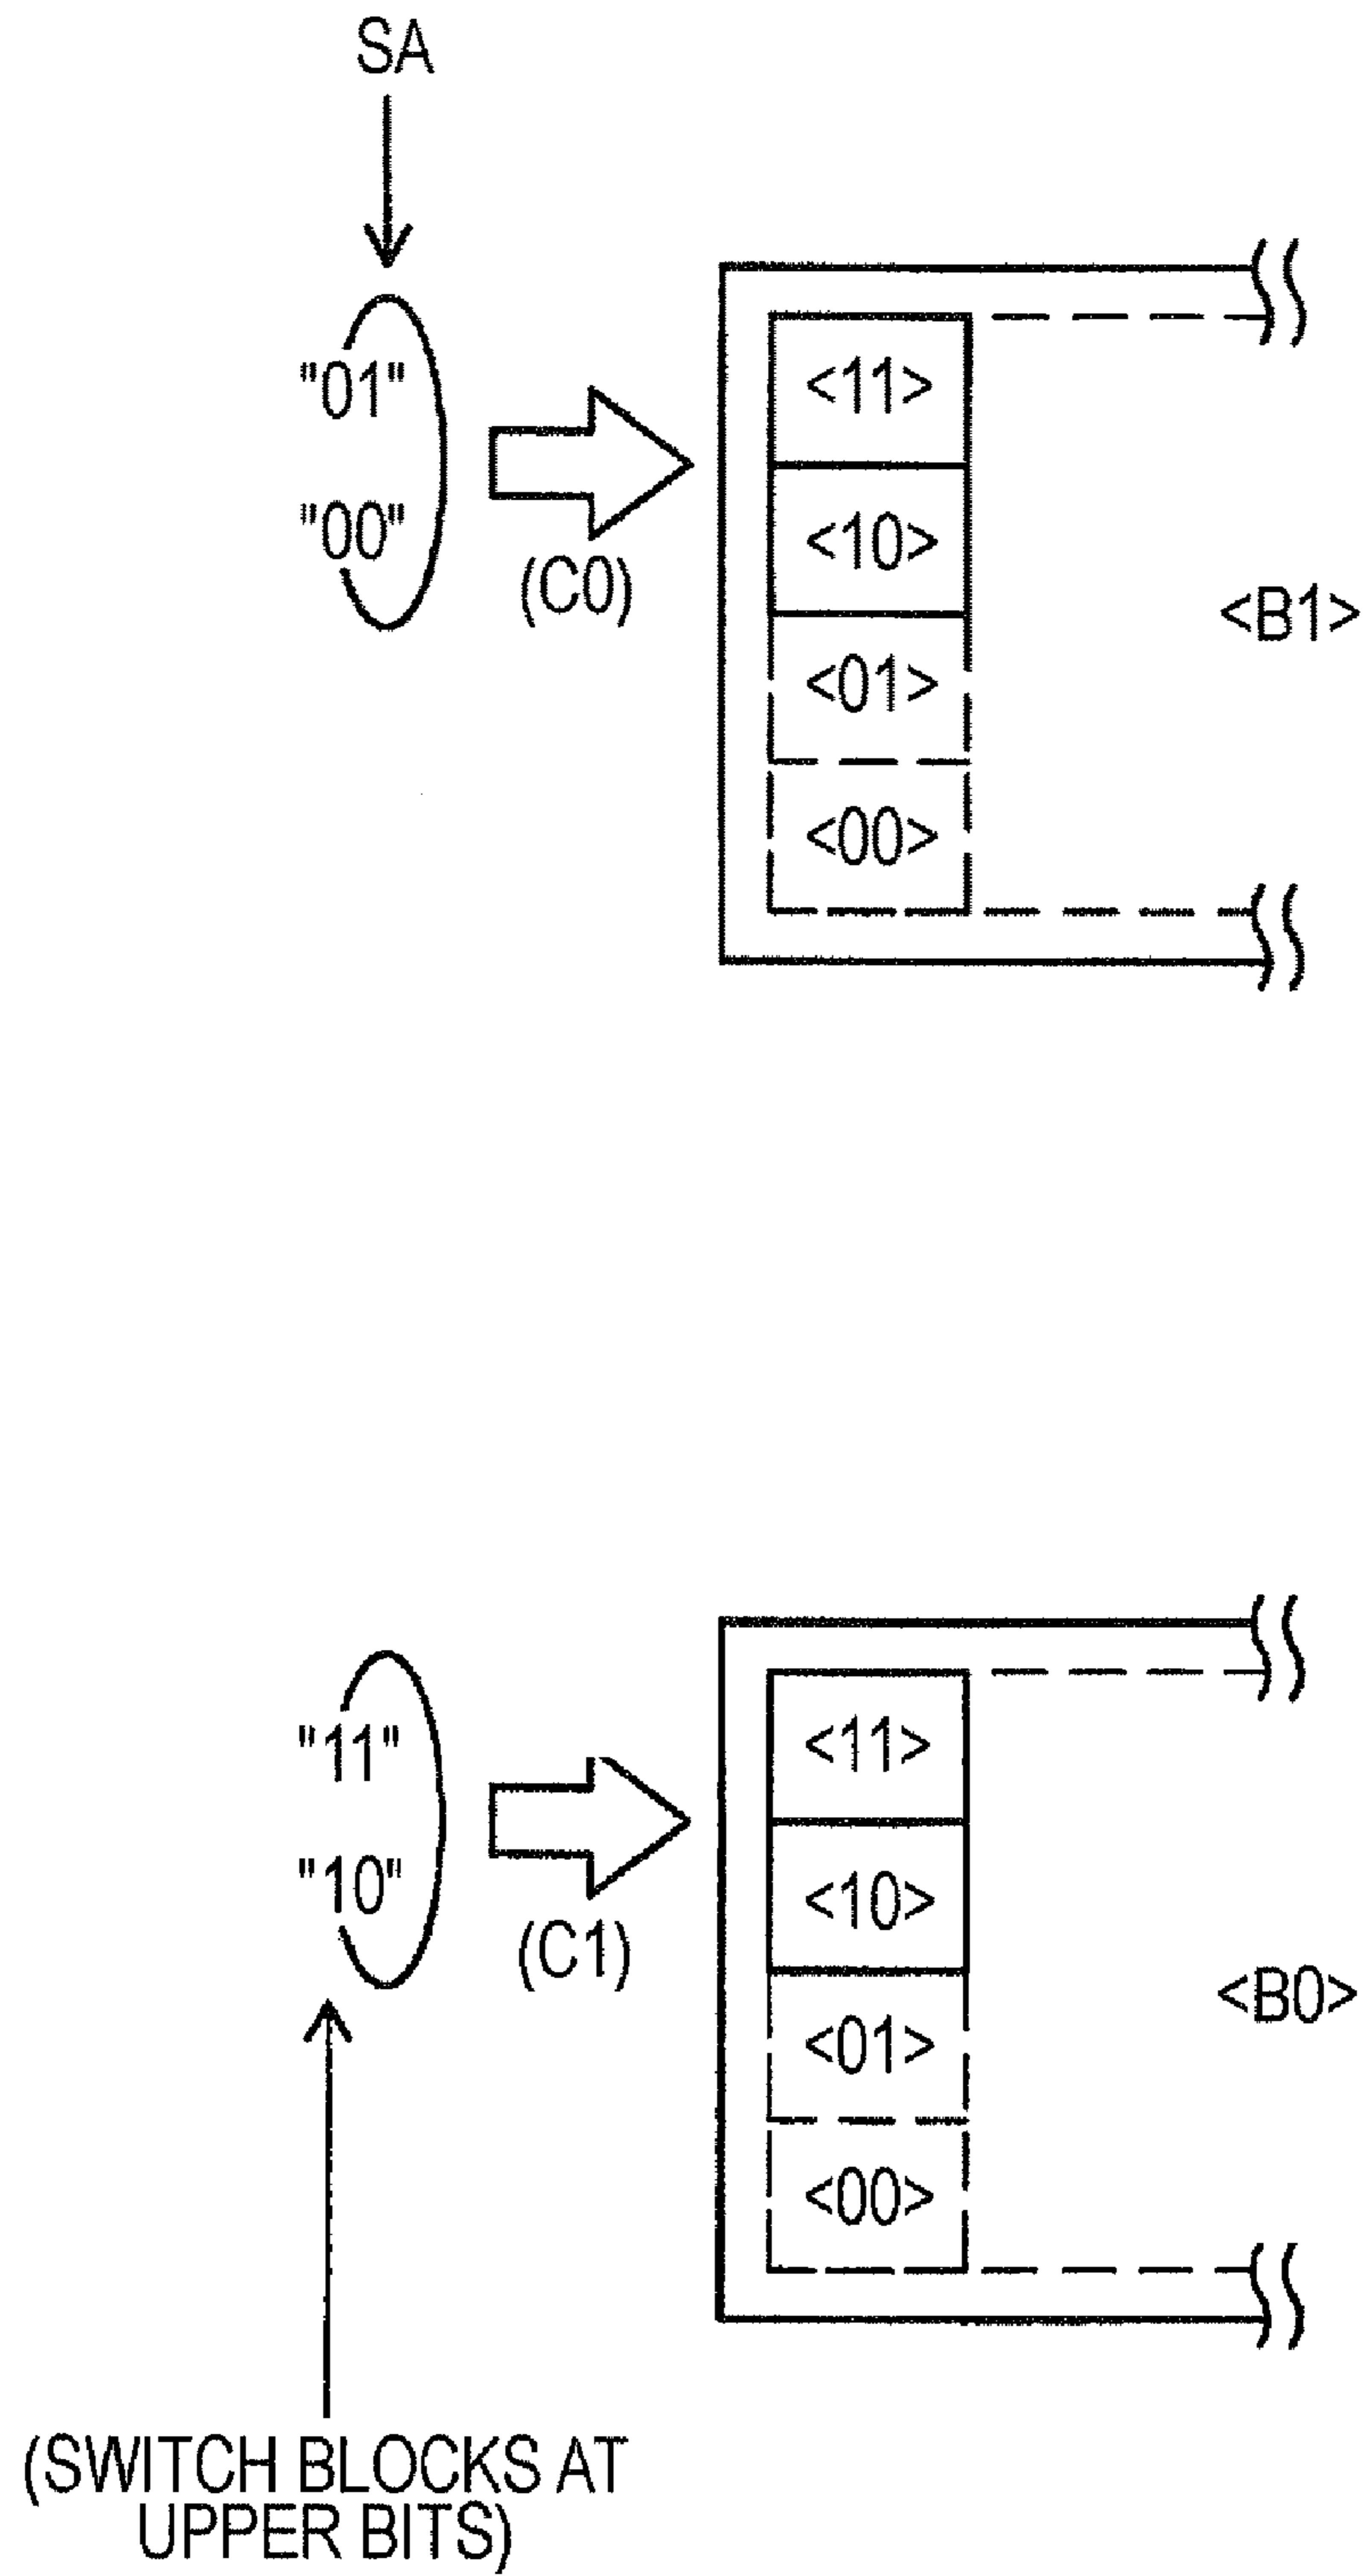 SA
"01"
"00"
(C0)
<11>
<10>
<01>
<00>
<B1>
"11"
"10"
(C1)
<11>
<10>
<01>
<00>
<B0>
(SWITCH BLOCKS AT
UPPER BITS)